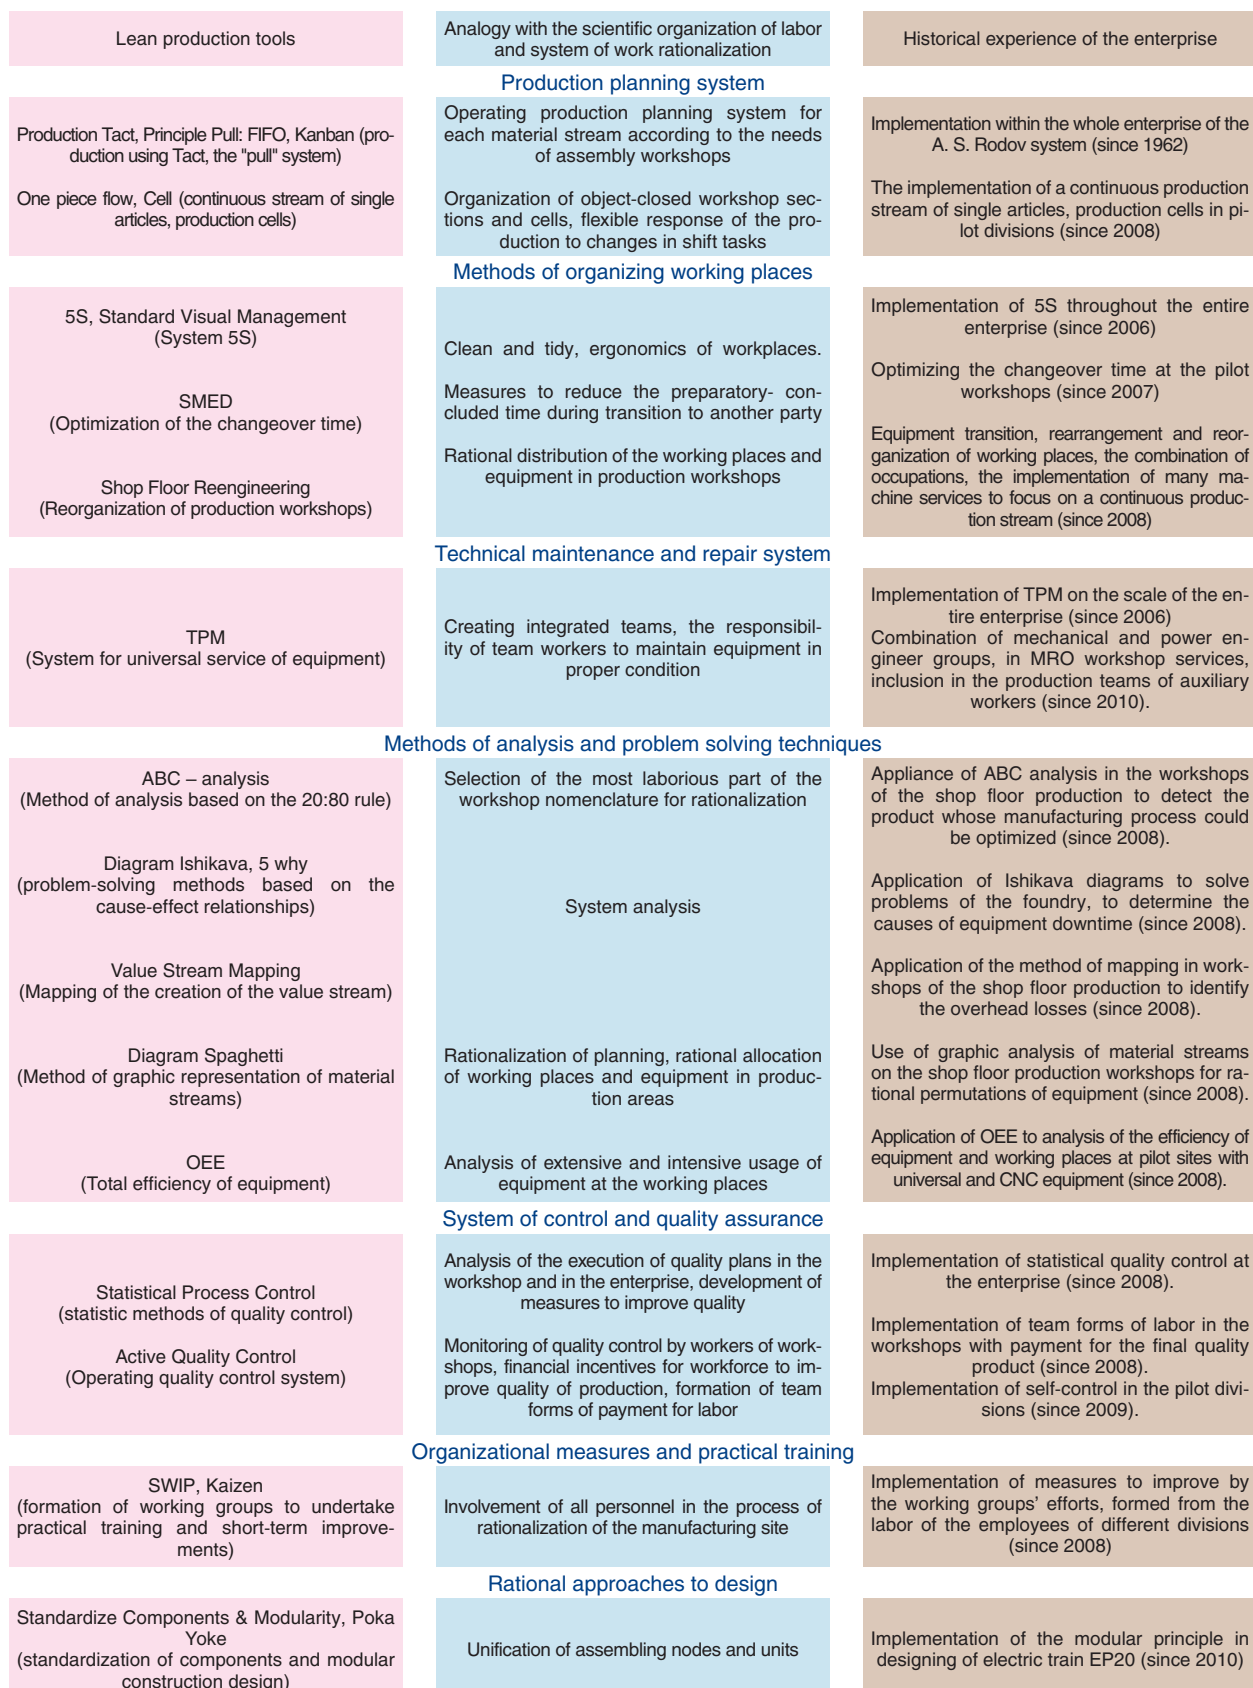 Lean production tools
Analogy with the scientific organization of labor
and system of work rationalization
Historical experience of the enterprise
Production planning system
Production Tact, Principle Pull: FIFO, Kanban (pro-
duction using Tact, the "pull" system)
One piece flow, Cell (continuous stream of single
articles, production cells)
Operating production planning system for
each material stream according to the needs
of assembly workshops
Organization of object-closed workshop sec-
tions and cells, flexible response of the pro-
duction to changes in shift tasks
Implementation within the whole enterprise of the
A. S. Rodov system (since 1962)
The implementation of a continuous production
stream of single articles, production cells in pi-
lot divisions (since 2008)
Methods of organizing working places
5S, Standard Visual Management
(System 5S)
SMED
(Optimization of the changeover time)
Shop Floor Reengineering
(Reorganization of production workshops)
Clean and tidy, ergonomics of workplaces.
Measures to reduce the preparatory- con-
cluded time during transition to another party
Rational distribution of the working places and
equipment in production workshops
Implementation of 5S throughout the entire
enterprise (since 2006)
Optimizing the changeover time at the pilot
workshops (since 2007)
Equipment transition, rearrangement and reor-
ganization of working places, the combination of
occupations, the implementation of many ma-
chine services to focus on a continuous produc-
tion stream (since 2008)
Technical maintenance and repair system
TPM
(System for universal service of equipment)
Creating integrated teams, the responsibil-
ity of team workers to maintain equipment in
proper condition
Implementation of TPM on the scale of the en-
tire enterprise (since 2006)
Combination of mechanical and power en-
gineer groups, in MRO workshop services,
inclusion in the production teams of auxiliary
workers (since 2010).
Methods of analysis and problem solving techniques
ABC – analysis
(Method of analysis based on the 20:80 rule)
Diagram Ishikava, 5 why
(problem-solving methods based on the
cause-effect relationships)
Value Stream Mapping
(Mapping of the creation of the value stream)
Diagram Spaghetti
(Method of graphic representation of material
streams)
OEE
(Total efficiency of equipment)
Selection of the most laborious part of the
workshop nomenclature for rationalization
System analysis
Rationalization of planning, rational allocation
of working places and equipment in produc-
tion areas
Analysis of extensive and intensive usage of
equipment at the working places
Appliance of ABC analysis in the workshops
of the shop floor production to detect the
product whose manufacturing process could
be optimized (since 2008).
Application of Ishikava diagrams to solve
problems of the foundry, to determine the
causes of equipment downtime (since 2008).
Application of the method of mapping in work-
shops of the shop floor production to identify
the overhead losses (since 2008).
Use of graphic analysis of material streams
on the shop floor production workshops for ra-
tional permutations of equipment (since 2008).
Application of OEE to analysis of the efficiency of
equipment and working places at pilot sites with
universal and CNC equipment (since 2008).
System of control and quality assurance
Statistical Process Control
(statistic methods of quality control)
Active Quality Control
(Operating quality control system)
Analysis of the execution of quality plans in the
workshop and in the enterprise, development of
measures to improve quality
Monitoring of quality control by workers of work-
shops, financial incentives for workforce to im-
prove quality of production, formation of team
forms of payment for labor
Implementation of statistical quality control at
the enterprise (since 2008).
Implementation of team forms of labor in the
workshops with payment for the final quality
product (since 2008).
Implementation of self-control in the pilot divi-
sions (since 2009).
Organizational measures and practical training
SWIP, Kaizen
(formation of working groups to undertake
practical training and short-term improve-
ments)
Involvement of all personnel in the process of
rationalization of the manufacturing site
Implementation of measures to improve by
the working groups’ efforts, formed from the
labor of the employees of different divisions
(since 2008)
Rational approaches to design
Standardize Components & Modularity, Poka
Yoke
(standardization of components and modular
construction design)
Unification of assembling nodes and units
Implementation of the modular principle in
designing of electric train EP20 (since 2010)